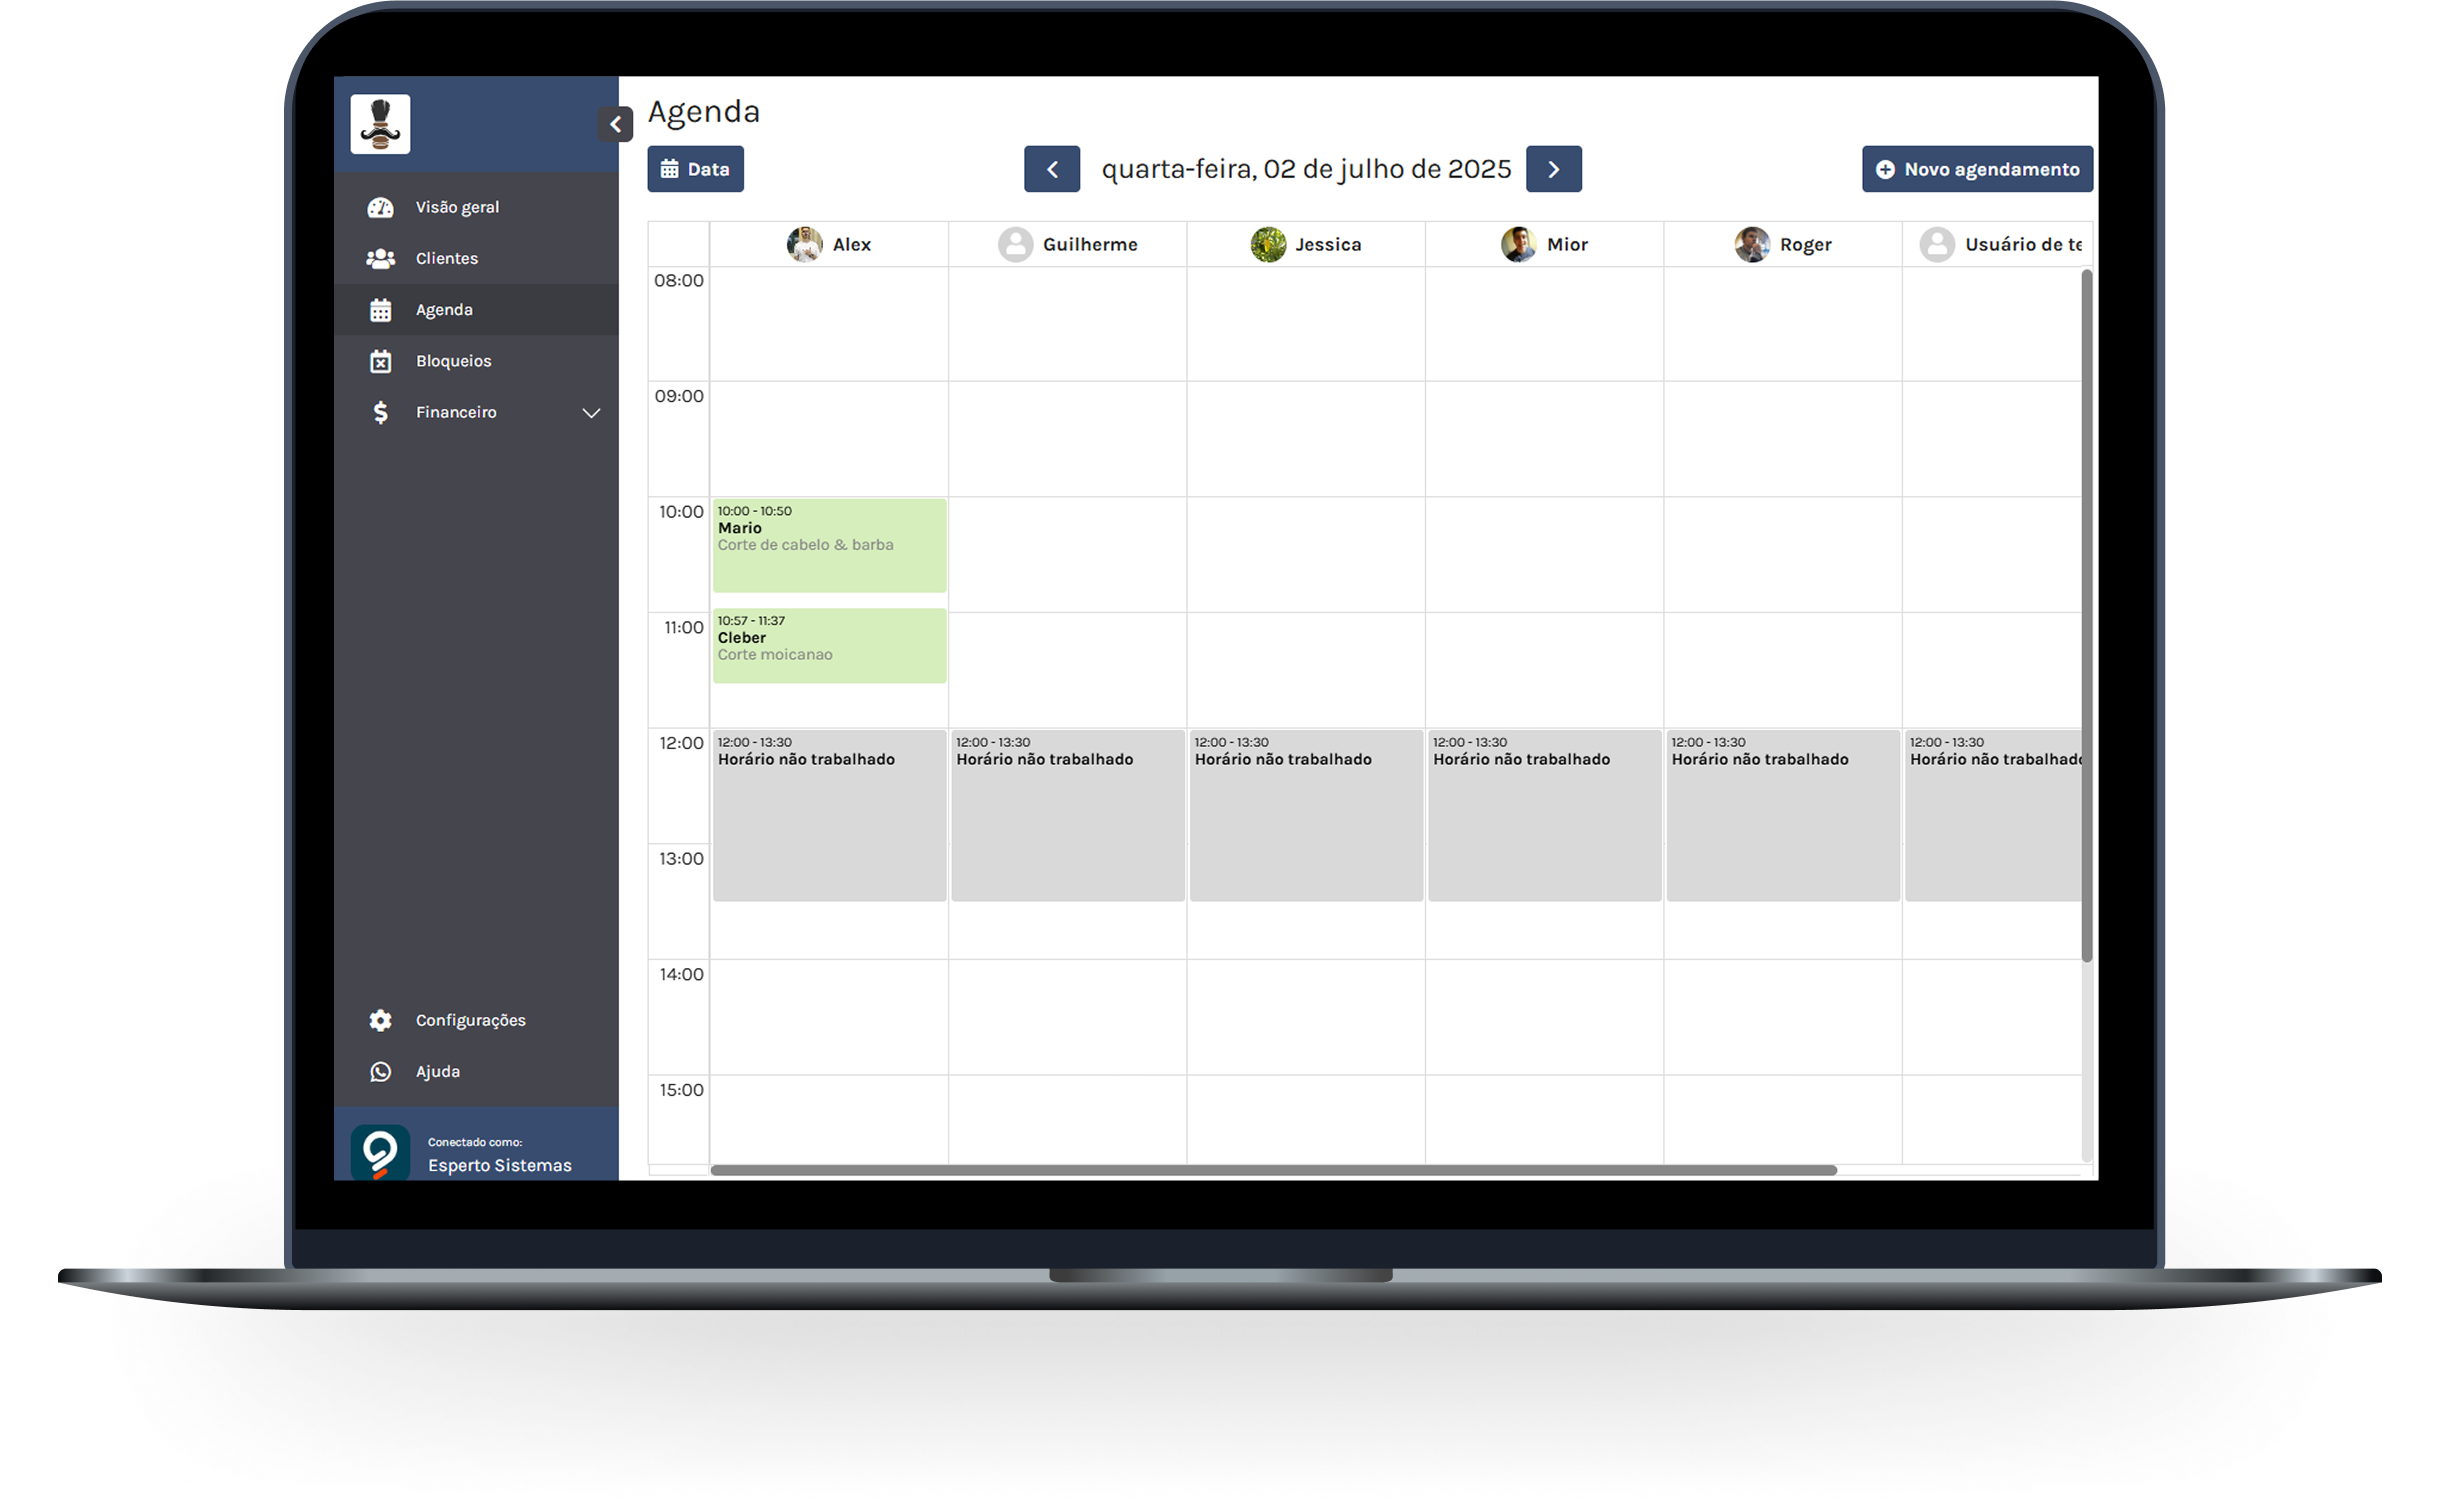 Agenda
Data
quarta-feira, 02 de julho de 2025
Novo agendamento
Visão geral
Clientes
Agenda
Bloqueios
Financeiro
Configurações
Ajuda
Conectado como:
Esperto Sistemas
Alex
Guilherme
Jessica
Mior
Roger
Usuário de te
08:00
09:00
10:00
10:00 - 10:50
Mario
Corte de cabelo & barba
11:00
10:57 - 11:37
Cleber
Corte moicanao
12:00
12:00 - 13:30
Horário não trabalhado
12:00 - 13:30
Horário não trabalhado
12:00 - 13:30
Horário não trabalhado
12:00 - 13:30
Horário não trabalhado
12:00 - 13:30
Horário não trabalhado
12:00 - 13:30
Horário não trabalhado
13:00
14:00
15:00